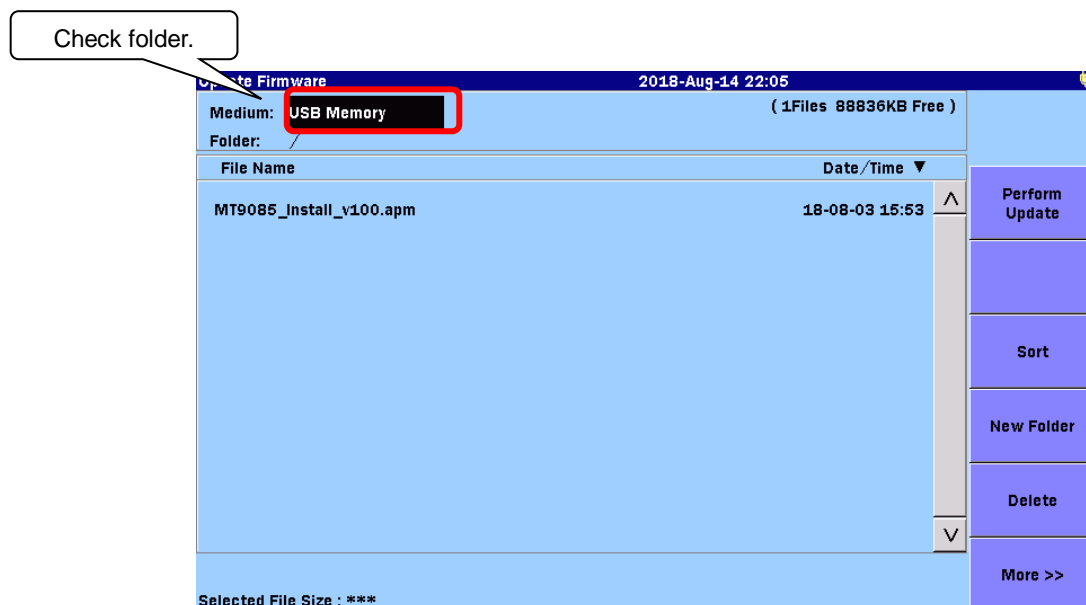 Check folder.
Update Firmware 2018-Aug-14 22:05
Medium: USB Memory ( 1Files 88836KB Free )
Folder: /
File Name Date/Time ▼
MT9085_Install_v100.apm 18-08-03 15:53
Perform
Update
Sort
New Folder
Delete
More >>
Selected File Size : ***